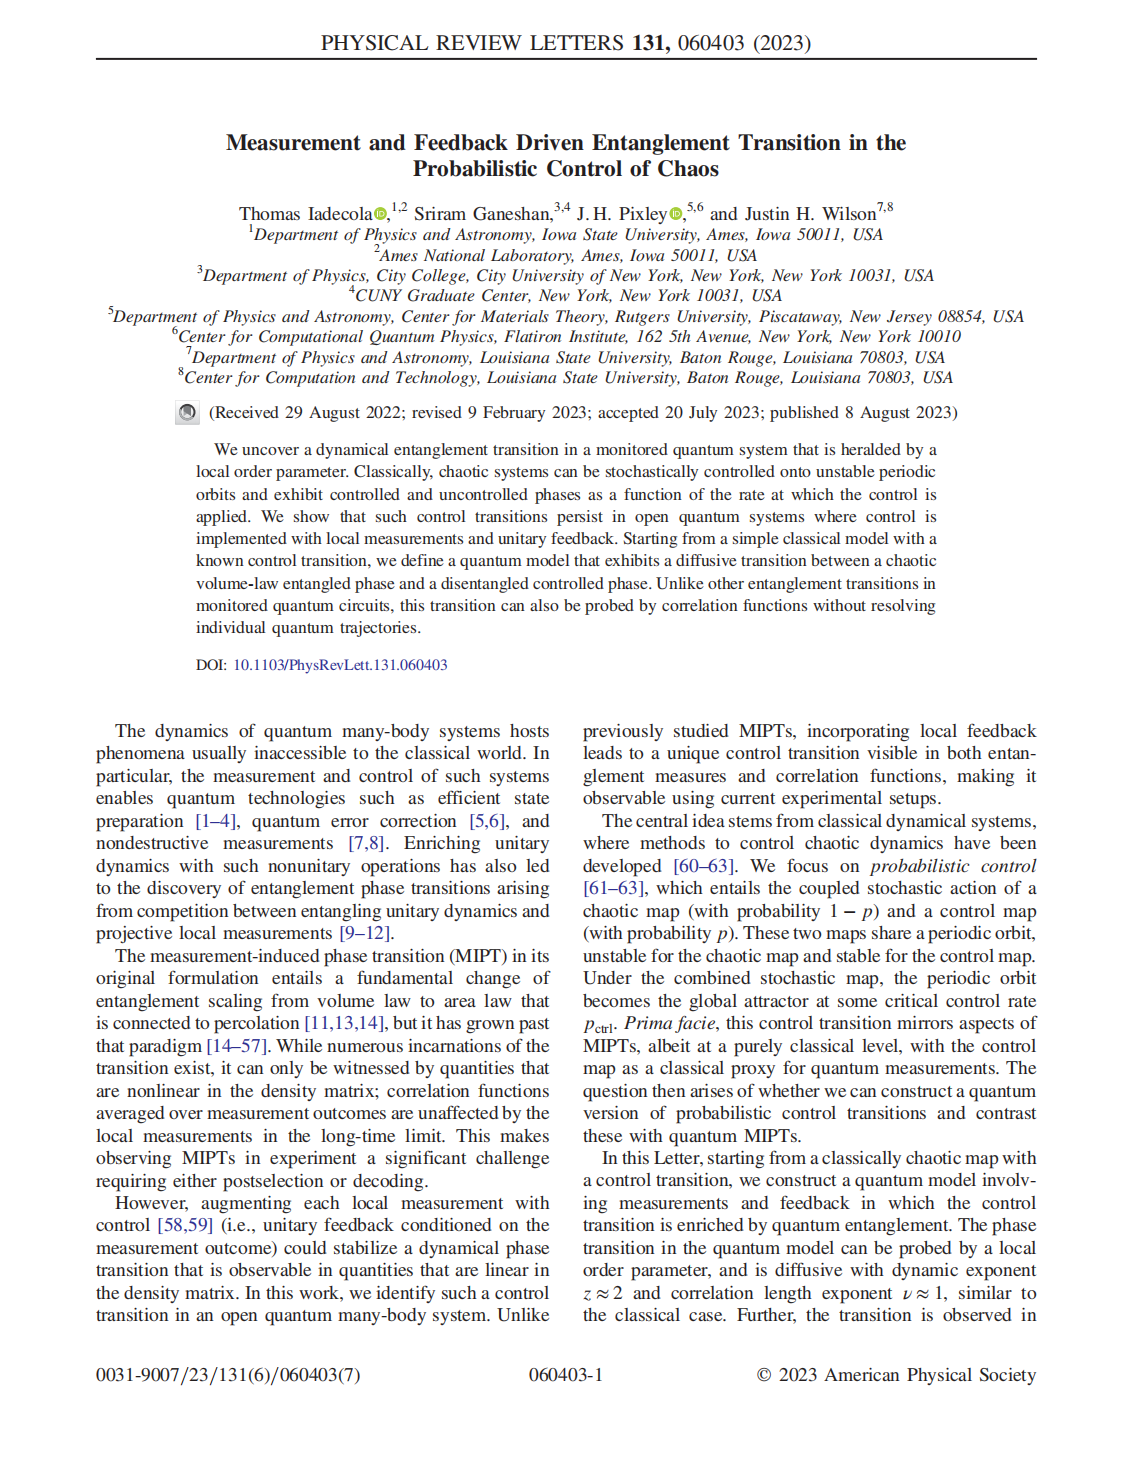 PHYSICAL REVIEW LETTERS 131, 060403 (2023)
Measurement and Feedback Driven Entanglement Transition in the
Probabilistic Control of Chaos
Thomas Iadecola,1,2 Sriram Ganeshan,3,4 J. H. Pixley,5,6 and Justin H. Wilson7,8
1Department of Physics and Astronomy, Iowa State University, Ames, Iowa 50011, USA
2Ames National Laboratory, Ames, Iowa 50011, USA
3Department of Physics, City College, City University of New York, New York, New York 10031, USA
4CUNY Graduate Center, New York, New York 10031, USA
5Department of Physics and Astronomy, Center for Materials Theory, Rutgers University, Piscataway, New Jersey 08854, USA
6Center for Computational Quantum Physics, Flatiron Institute, 162 5th Avenue, New York, New York 10010
7Department of Physics and Astronomy, Louisiana State University, Baton Rouge, Louisiana 70803, USA
8Center for Computation and Technology, Louisiana State University, Baton Rouge, Louisiana 70803, USA
(Received 29 August 2022; revised 9 February 2023; accepted 20 July 2023; published 8 August 2023)
We uncover a dynamical entanglement transition in a monitored quantum system that is heralded by a
local order parameter. Classically, chaotic systems can be stochastically controlled onto unstable periodic
orbits and exhibit controlled and uncontrolled phases as a function of the rate at which the control is
applied. We show that such control transitions persist in open quantum systems where control is
implemented with local measurements and unitary feedback. Starting from a simple classical model with a
known control transition, we define a quantum model that exhibits a diffusive transition between a chaotic
volume-law entangled phase and a disentangled controlled phase. Unlike other entanglement transitions in
monitored quantum circuits, this transition can also be probed by correlation functions without resolving
individual quantum trajectories.
DOI: 10.1103/PhysRevLett.131.060403
The dynamics of quantum many-body systems hosts
phenomena usually inaccessible to the classical world. In
particular, the measurement and control of such systems
enables quantum technologies such as efficient state
preparation [1–4], quantum error correction [5,6], and
nondestructive measurements [7,8]. Enriching unitary
dynamics with such nonunitary operations has also led
to the discovery of entanglement phase transitions arising
from competition between entangling unitary dynamics and
projective local measurements [9–12].
The measurement-induced phase transition (MIPT) in its
original formulation entails a fundamental change of
entanglement scaling from volume law to area law that
is connected to percolation [11,13,14], but it has grown past
that paradigm [14–57]. While numerous incarnations of the
transition exist, it can only be witnessed by quantities that
are nonlinear in the density matrix; correlation functions
averaged over measurement outcomes are unaffected by the
local measurements in the long-time limit. This makes
observing MIPTs in experiment a significant challenge
requiring either postselection or decoding.
However, augmenting each local measurement with
control [58,59] (i.e., unitary feedback conditioned on the
measurement outcome) could stabilize a dynamical phase
transition that is observable in quantities that are linear in
the density matrix. In this work, we identify such a control
transition in an open quantum many-body system. Unlike
previously studied MIPTs, incorporating local feedback
leads to a unique control transition visible in both entan-
glement measures and correlation functions, making it
observable using current experimental setups.
The central idea stems from classical dynamical systems,
where methods to control chaotic dynamics have been
developed [60–63]. We focus on probabilistic control
[61–63], which entails the coupled stochastic action of a
chaotic map (with probability 1 − p) and a control map
(with probability p). These two maps share a periodic orbit,
unstable for the chaotic map and stable for the control map.
Under the combined stochastic map, the periodic orbit
becomes the global attractor at some critical control rate
pctrl. Prima facie, this control transition mirrors aspects of
MIPTs, albeit at a purely classical level, with the control
map as a classical proxy for quantum measurements. The
question then arises of whether we can construct a quantum
version of probabilistic control transitions and contrast
these with quantum MIPTs.
In this Letter, starting from a classically chaotic map with
a control transition, we construct a quantum model involv-
ing measurements and feedback in which the control
transition is enriched by quantum entanglement. The phase
transition in the quantum model can be probed by a local
order parameter, and is diffusive with dynamic exponent
z ≈ 2 and correlation length exponent ν ≈ 1, similar to
the classical case. Further, the transition is observed in
0031-9007/23/131(6)/060403(7)
060403-1
© 2023 American Physical Society